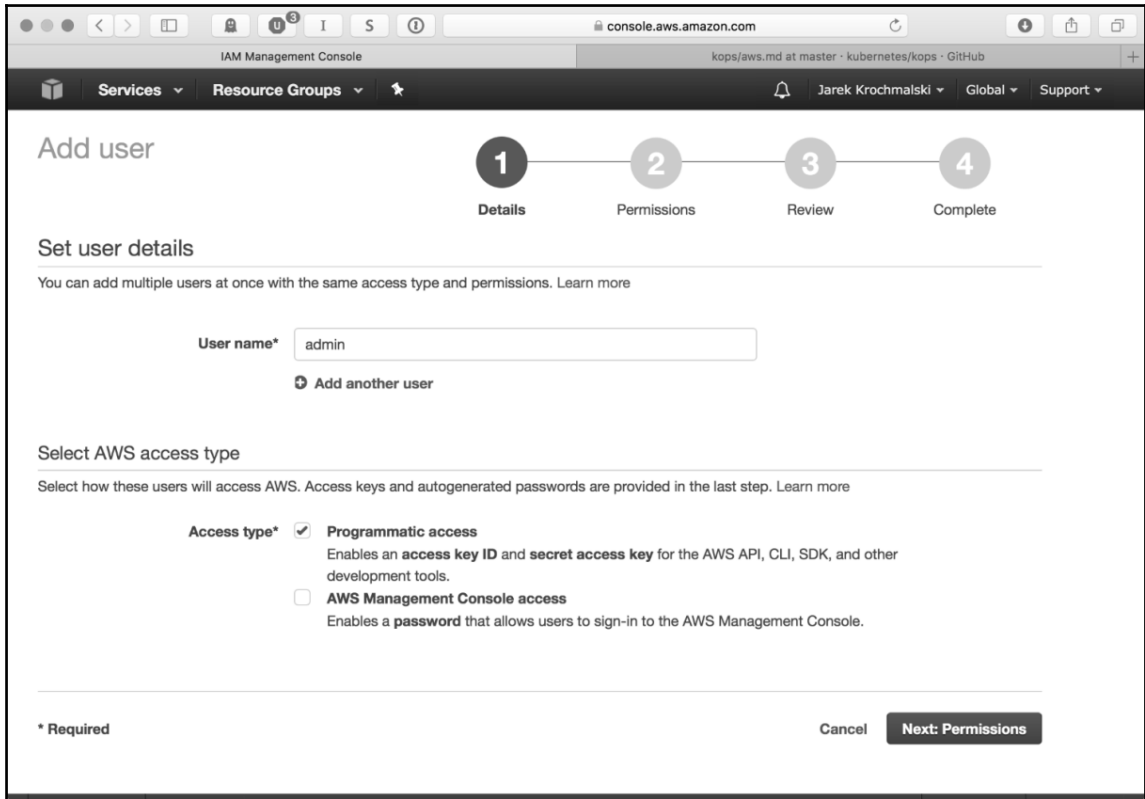 3
I
S
console.aws.amazon.com
IAM Management Console
kops/aws.md at master · kubernetes/kops · GitHub
Services
Resource Groups
Jarek Krochmalski
Global
Support
Add user
1
2
3
4
Details
Permissions
Review
Complete
Set user details
You can add multiple users at once with the same access type and permissions. Learn more
User name*
admin
Add another user
Select AWS access type
Select how these users will access AWS. Access keys and autogenerated passwords are provided in the last step. Learn more
Access type*
Programmatic access
Enables an access key ID and secret access key for the AWS API, CLI, SDK, and other
development tools.
AWS Management Console access
Enables a password that allows users to sign-in to the AWS Management Console.
* Required
Cancel
Next: Permissions